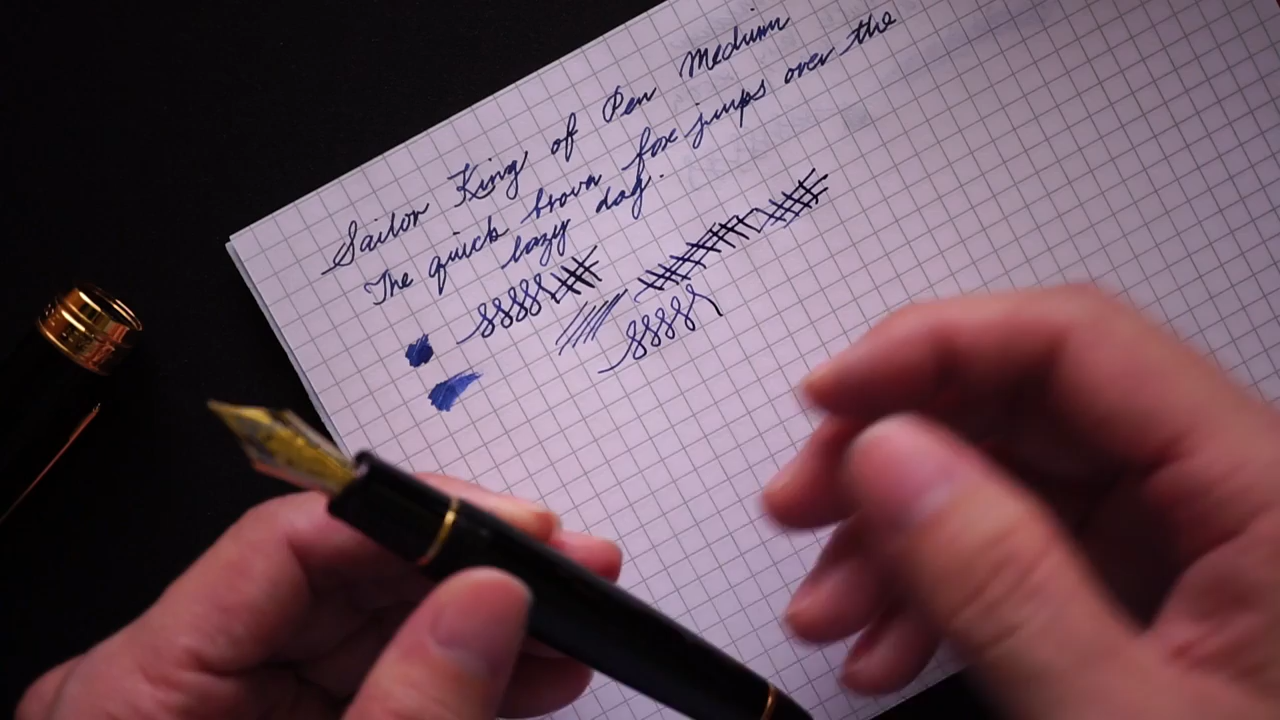 Sailor King of Pen Medium
The quick brown fox jumps over the
lazy dog.